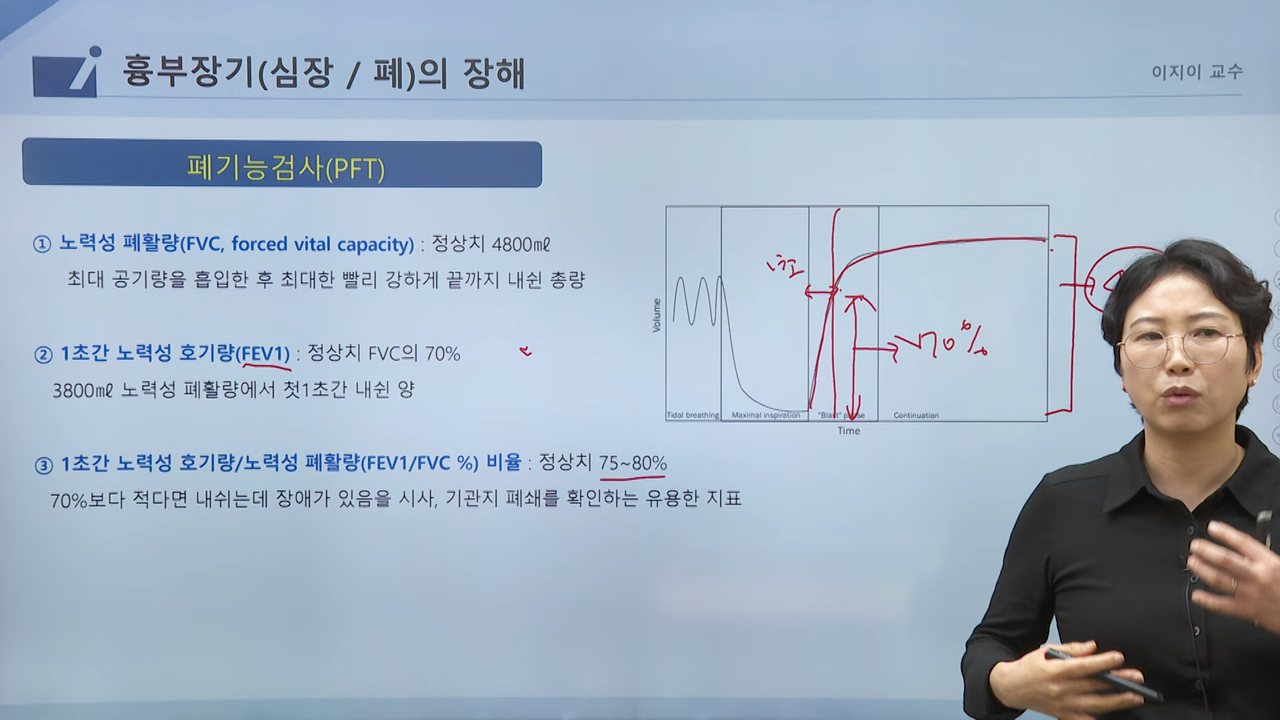 흉부장기(심장 / 폐)의 장해
이지이 교수
폐기능검사(PFT)
① 노력성 폐활량(FVC, forced vital capacity) : 정상치 4800㎖
최대 공기량을 흡입한 후 최대한 빨리 강하게 끝까지 내쉰 총량
② 1초간 노력성 호기량(FEV1) : 정상치 FVC의 70%
3800㎖ 노력성 폐활량에서 첫1초간 내쉰 양
③ 1초간 노력성 호기량/노력성 폐활량(FEV1/FVC %) 비율 : 정상치 75~80%
70%보다 적다면 내쉬는데 장애가 있음을 시사, 기관지 폐쇄를 확인하는 유용한 지표
Volume
1초
70%
Tidal breathing
Maximal inspiration
Continuation
Time